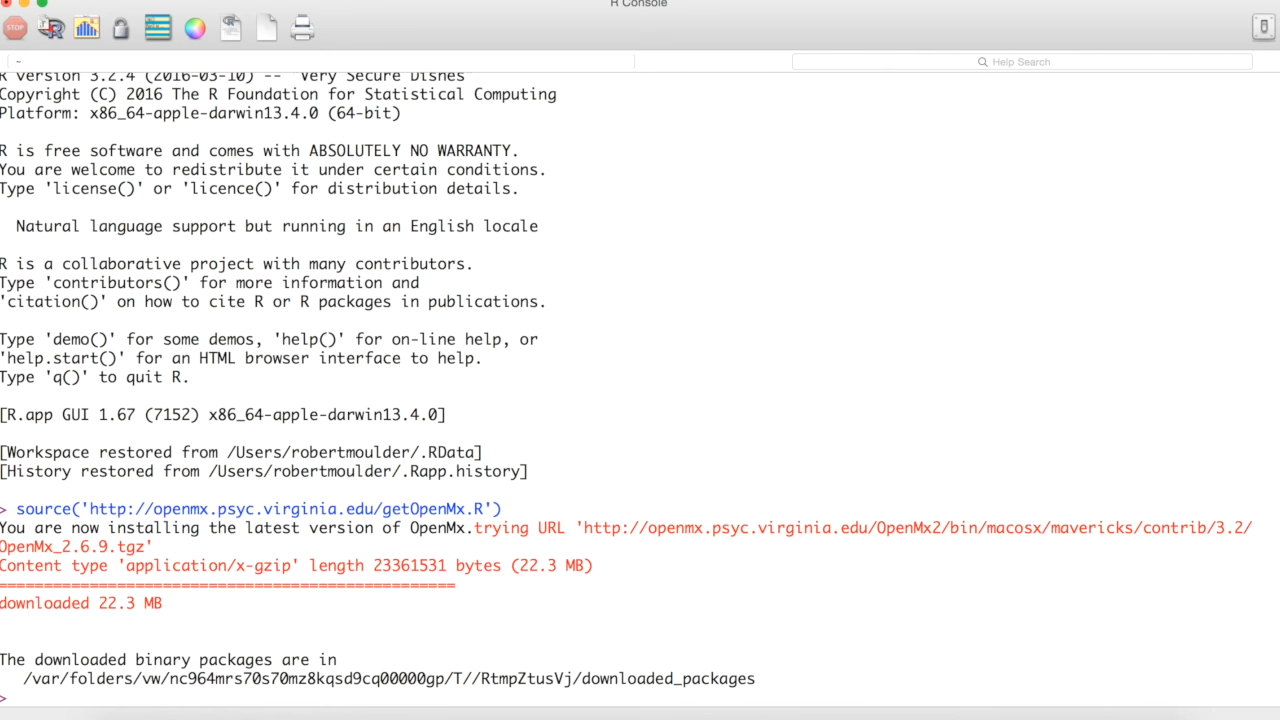 R Console
STOP
~
Help Search
R version 3.2.4 (2016-03-10) -- "Very Secure Dishes
Copyright (C) 2016 The R Foundation for Statistical Computing
Platform: x86_64-apple-darwin13.4.0 (64-bit)
R is free software and comes with ABSOLUTELY NO WARRANTY.
You are welcome to redistribute it under certain conditions.
Type 'license()' or 'licence()' for distribution details.
Natural language support but running in an English locale
R is a collaborative project with many contributors.
Type 'contributors()' for more information and
'citation()' on how to cite R or R packages in publications.
Type 'demo()' for some demos, 'help()' for on-line help, or
'help.start()' for an HTML browser interface to help.
Type 'q()' to quit R.
[R.app GUI 1.67 (7152) x86_64-apple-darwin13.4.0]
[Workspace restored from /Users/robertmoulder/.RData]
[History restored from /Users/robertmoulder/.Rapp.history]
> source('http://openmx.psyc.virginia.edu/getOpenMx.R')
You are now installing the latest version of OpenMx.trying URL 'http://openmx.psyc.virginia.edu/OpenMx2/bin/macosx/mavericks/contrib/3.2/
OpenMx_2.6.9.tgz'
Content type 'application/x-gzip' length 23361531 bytes (22.3 MB)
==================================================
downloaded 22.3 MB
The downloaded binary packages are in
/var/folders/vw/nc964mrs70s70mz8kqsd9cq00000gp/T//RtmpZtusVj/downloaded_packages
>